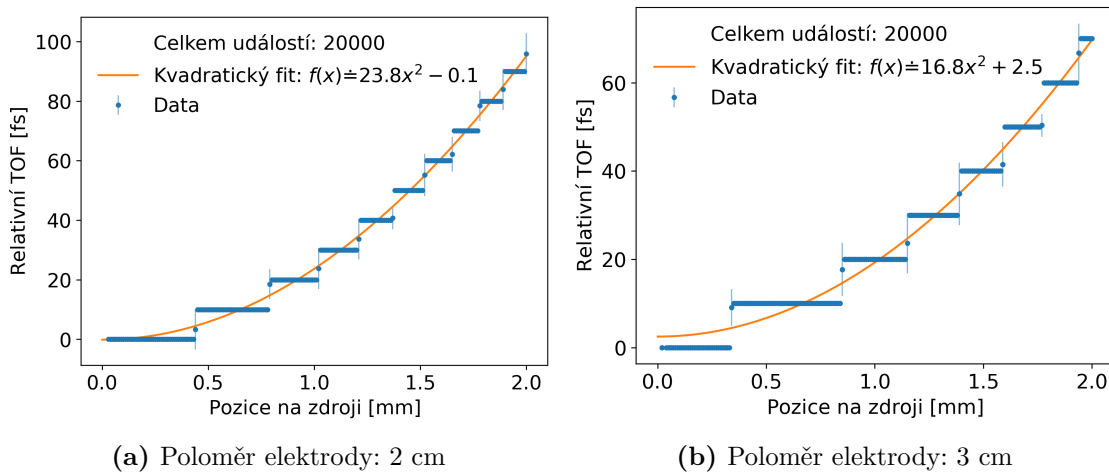 Celkem událostí: 20000
Kvadratický fit: f(x)≐23.8x² − 0.1
Data
Relativní TOF [fs]
100
80
60
40
20
0
0.0 0.5 1.0 1.5 2.0
Pozice na zdroji [mm]
(a) Poloměr elektrody: 2 cm
Celkem událostí: 20000
Kvadratický fit: f(x)≐16.8x² + 2.5
Data
Relativní TOF [fs]
60
40
20
0
0.0 0.5 1.0 1.5 2.0
Pozice na zdroji [mm]
(b) Poloměr elektrody: 3 cm